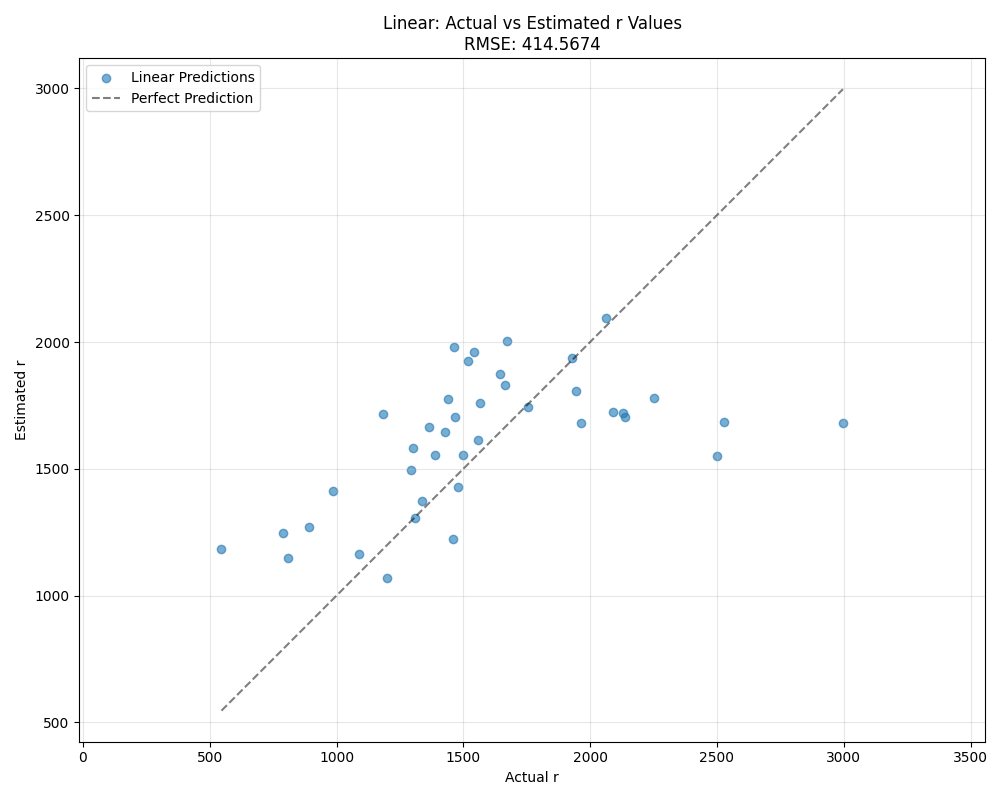 Linear: Actual vs Estimated r Values
RMSE: 414.5674
Linear Predictions
Perfect Prediction
3000
2500
2000
1500
1000
500
Estimated r
0
500
1000
1500
2000
2500
3000
3500
Actual r